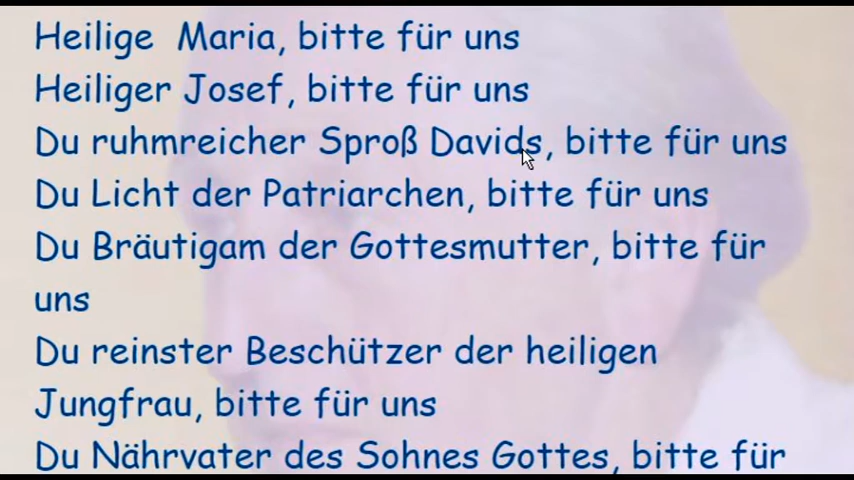 Heilige Maria, bitte für uns
Heiliger Josef, bitte für uns
Du ruhmreicher Sproß Davids, bitte für uns
Du Licht der Patriarchen, bitte für uns
Du Bräutigam der Gottesmutter, bitte für
uns
Du reinster Beschützer der heiligen
Jungfrau, bitte für uns
Du Nährvater des Sohnes Gottes, bitte für